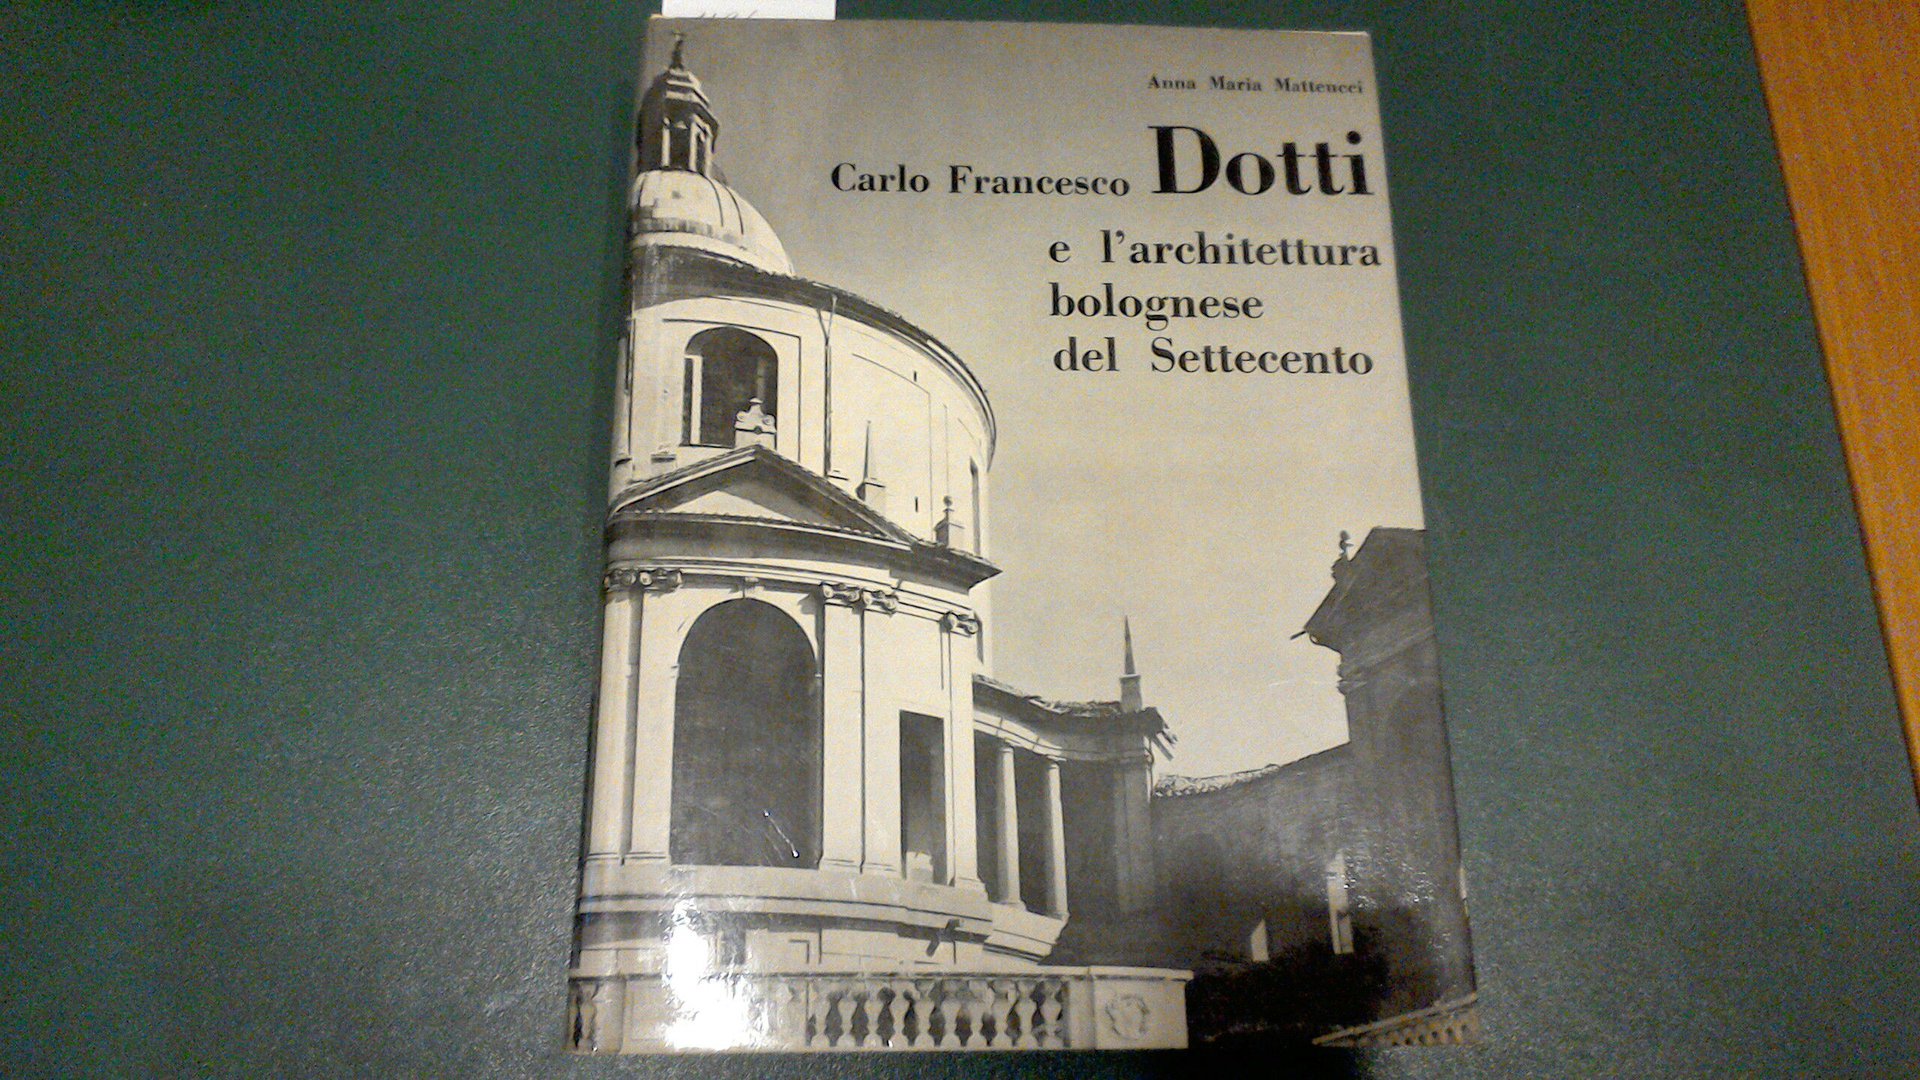 Anna Maria Matteucci
Carlo Francesco Dotti
e l'architettura
bolognese
del Settecento